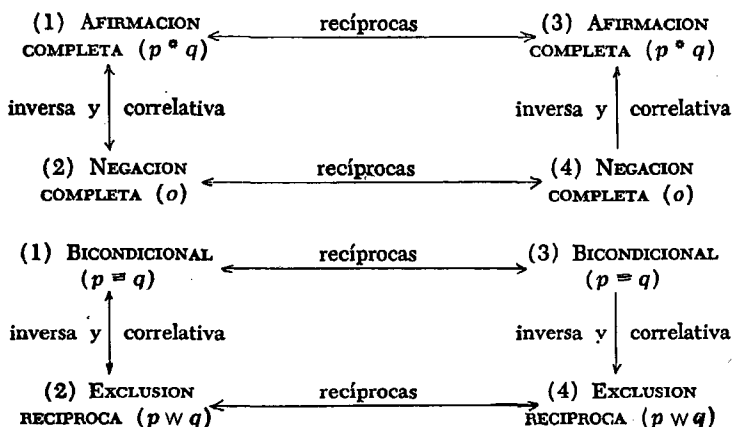 (1) AFIRMACION recíprocas (3) AFIRMACION
COMPLETA (p * q) COMPLETA (p * q)
inversa y correlativa inversa y correlativa
(2) NEGACION recíprocas (4) NEGACION
COMPLETA (o) COMPLETA (o)
(1) BICONDICIONAL recíprocas (3) BICONDICIONAL
(p ≡ q) (p = q)
inversa y correlativa inversa y correlativa
(2) EXCLUSION recíprocas (4) EXCLUSION
RECIPROCA (p w q) RECIPROCA (p w q)